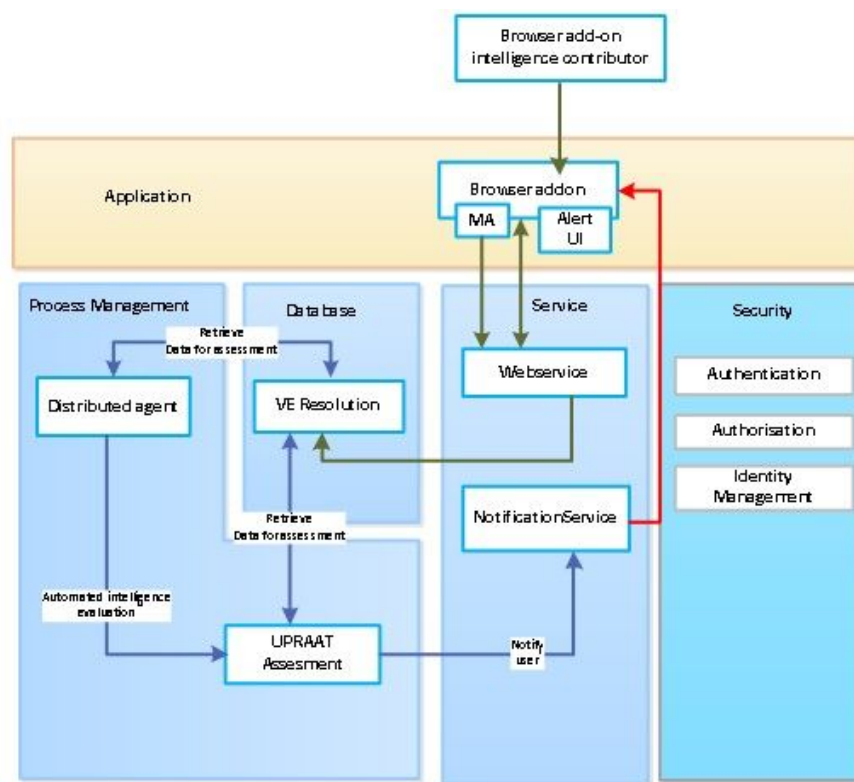 Browser add-on
intelligence contributor
Application
Browser addon
MA
Alert
UI
Process Management
Database
Service
Security
Retrieve
Data for assessment
Distributed agent
VE Resolution
Webservice
Authentication
Authorisation
Identity
Management
NotificationService
Retrieve
Data for assessment
Automated intelligence
evaluation
UPRAAT
Assesment
Notify
user